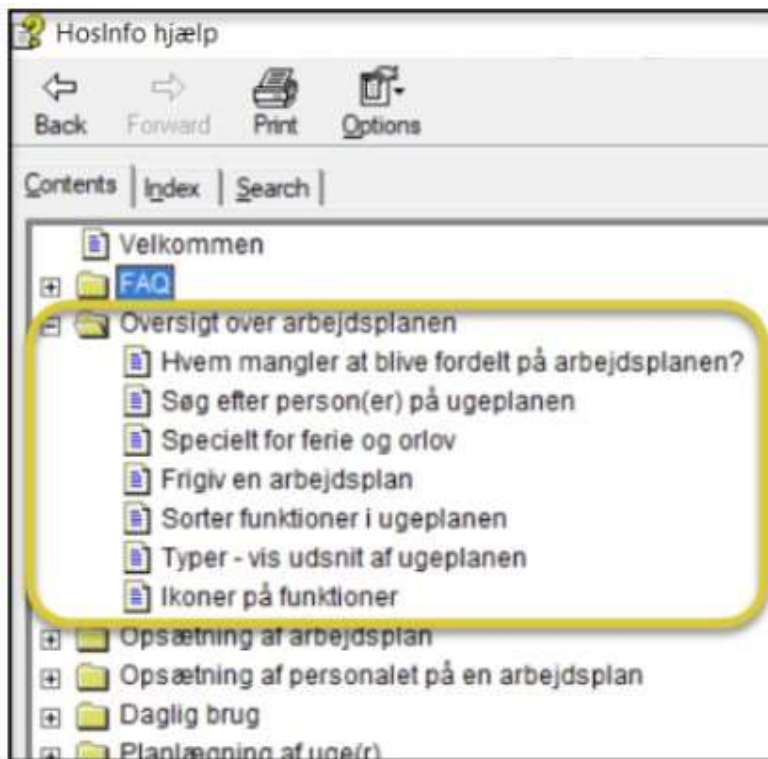 HosInfo hjælp
Back Forward Print Options
Contents Index Search
Velkommen
FAQ
Oversigt over arbejdsplanen
Hvem mangler at blive fordelt på arbejdsplanen?
Søg efter person(er) på ugeplanen
Specielt for ferie og orlov
Frigiv en arbejdsplan
Sorter funktioner i ugeplanen
Typer - vis udsnit af ugeplanen
Ikoner på funktioner
Opsætning af arbejdsplan
Opsætning af personalet på en arbejdsplan
Daglig brug
Planlægning af uge(r)